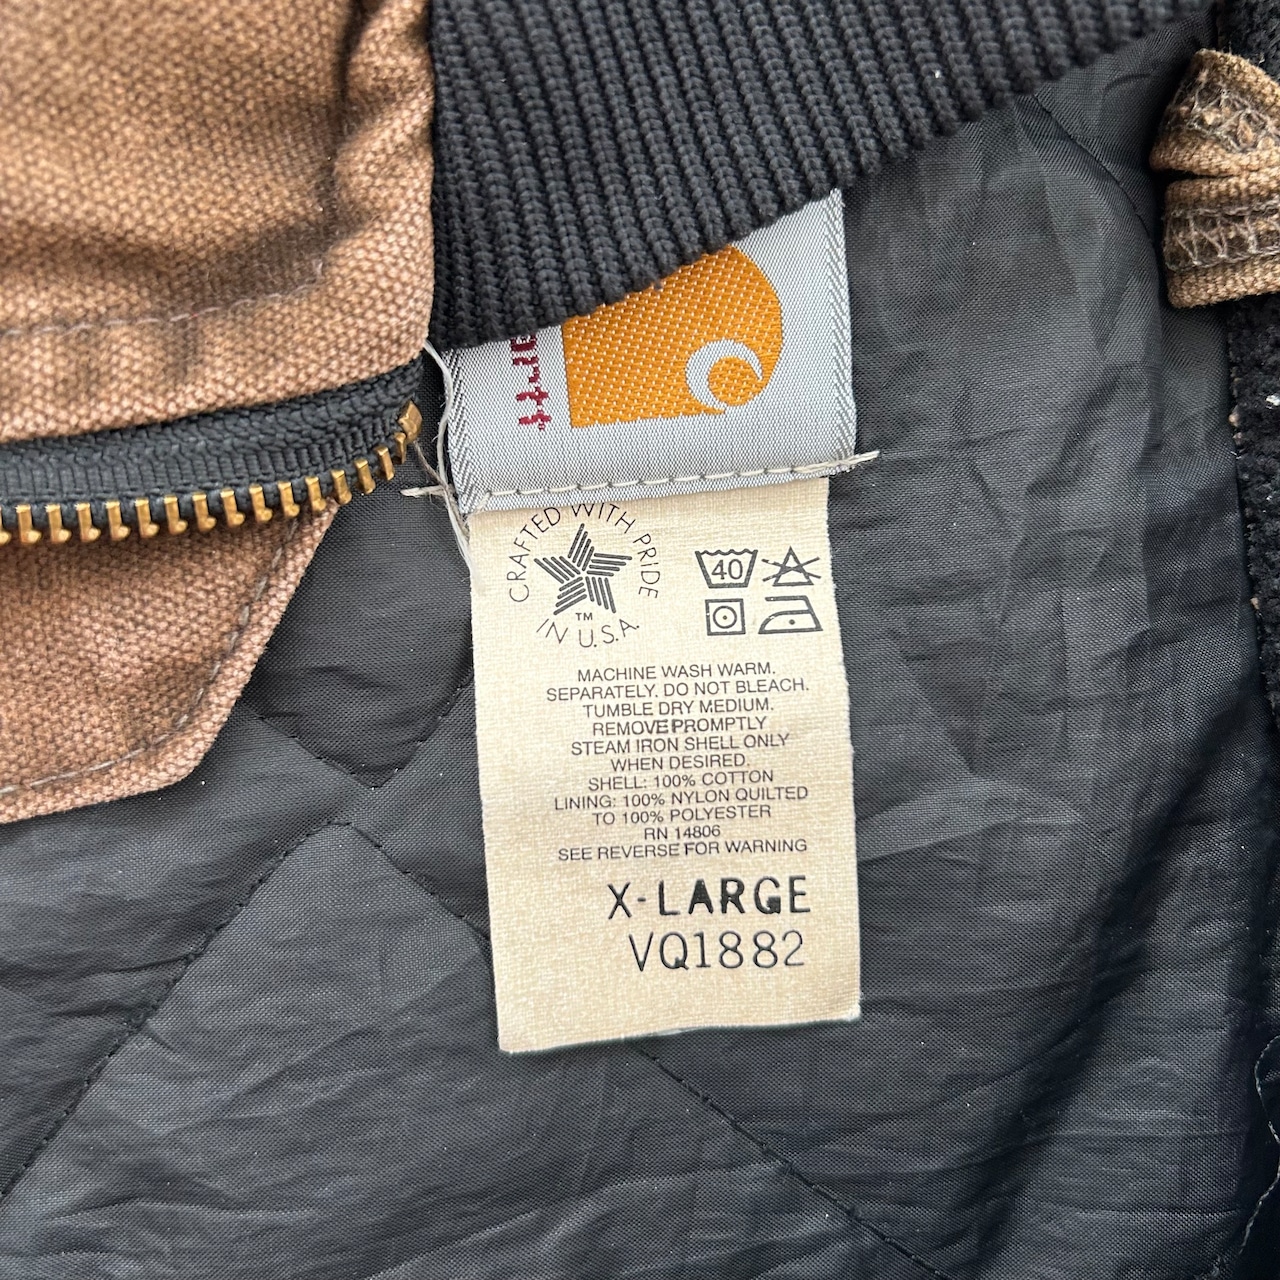 CRAFTED WITH PRIDE
TM
IN U.S.A.
40
MACHINE WASH WARM.
SEPARATELY. DO NOT BLEACH.
TUMBLE DRY MEDIUM.
REMOVE PROMPTLY
STEAM IRON SHELL ONLY
WHEN DESIRED.
SHELL: 100% COTTON
LINING: 100% NYLON QUILTED
TO 100% POLYESTER
RN 14806
SEE REVERSE FOR WARNING
X-LARGE
VQ1882